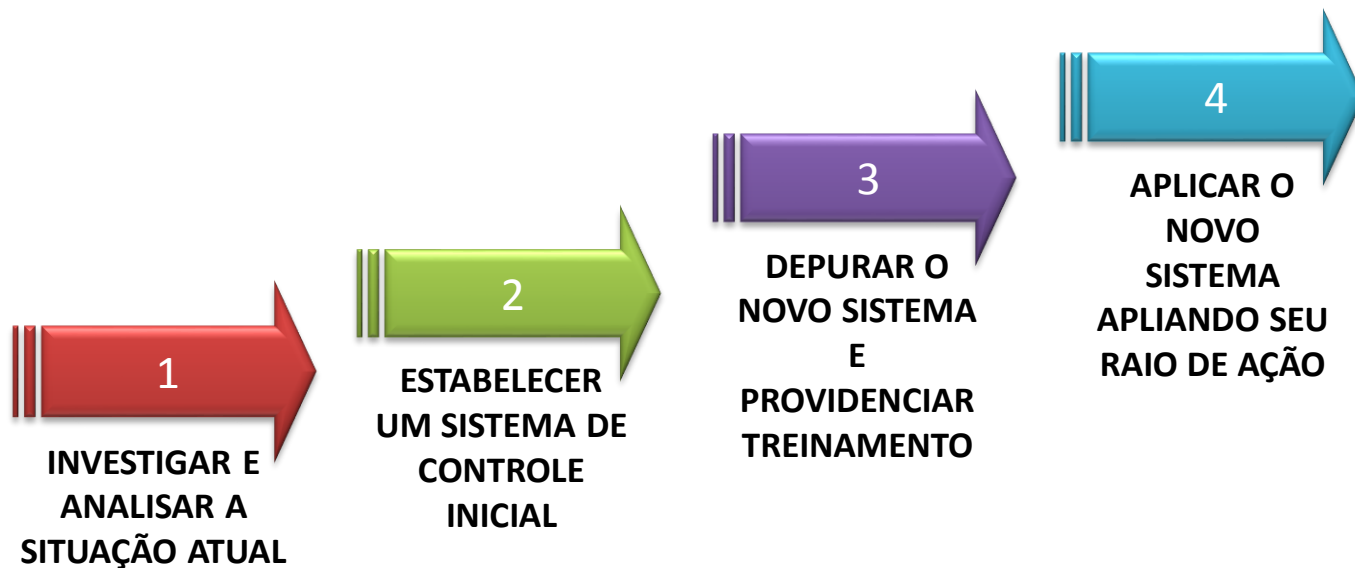 1
INVESTIGAR E
ANALISAR A
SITUAÇÃO ATUAL
2
ESTABELECER
UM SISTEMA DE
CONTROLE
INICIAL
3
DEPURAR O
NOVO SISTEMA
E
PROVIDENCIAR
TREINAMENTO
4
APLICAR O
NOVO
SISTEMA
APLIANDO SEU
RAIO DE AÇÃO